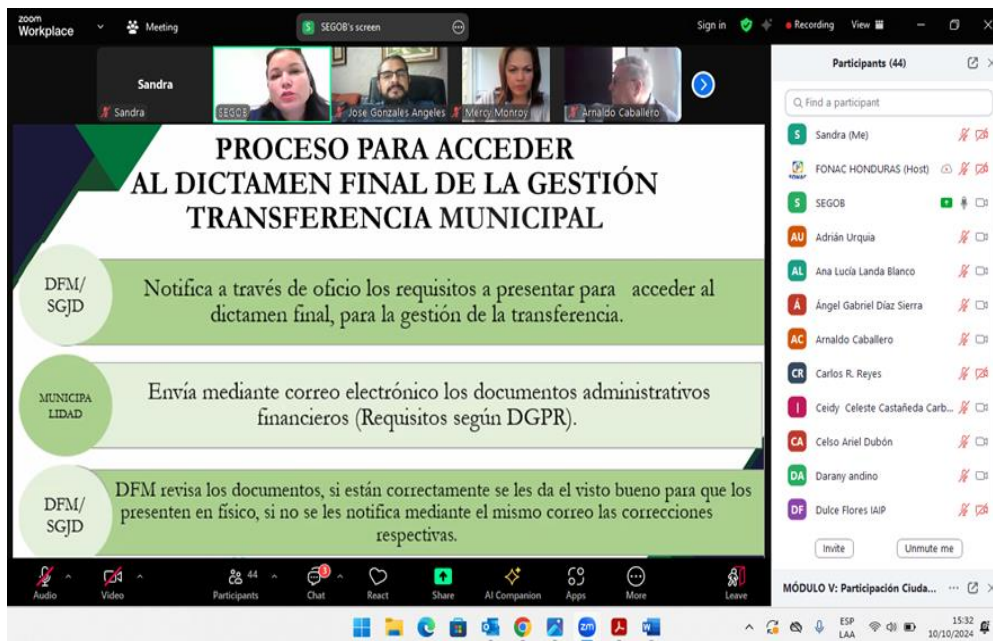 zoom
Workplace
Meeting
SEGOB's screen
Sign in
Recording
View
Sandra
Sandra
SEGOB
Jose Gonzales Angeles
Mercy Monroy
Arnaldo Caballero
PROCESO PARA ACCEDER
AL DICTAMEN FINAL DE LA GESTIÓN
TRANSFERENCIA MUNICIPAL
DFM/
SGJD
Notifica a través de oficio los requisitos a presentar para acceder al
dictamen final, para la gestión de la transferencia.
MUNICIPA
LIDAD
Envía mediante correo electrónico los documentos administrativos
financieros (Requisitos según DGPR).
DFM/
SGJD
DFM revisa los documentos, si están correctamente se les da el visto bueno para que los
presenten en físico, si no se les notifica mediante el mismo correo las correcciones
respectivas.
Participants (44)
Find a participant
S Sandra (Me)
FONAC HONDURAS (Host)
S SEGOB
AU Adrián Urquia
AL Ana Lucía Landa Blanco
Á Ángel Gabriel Díaz Sierra
AC Arnaldo Caballero
CR Carlos R. Reyes
I Ceidy Celeste Castañeda Carb...
CA Celso Ariel Dubón
DA Darany andino
DF Dulce Flores IAIP
Invite
Unmute me
MÓDULO V: Participación Ciuda...
Audio
Video
44
Participants
3
Chat
React
Share
AI Companion
Apps
More
Leave
ESP
LAA
15:32
10/10/2024